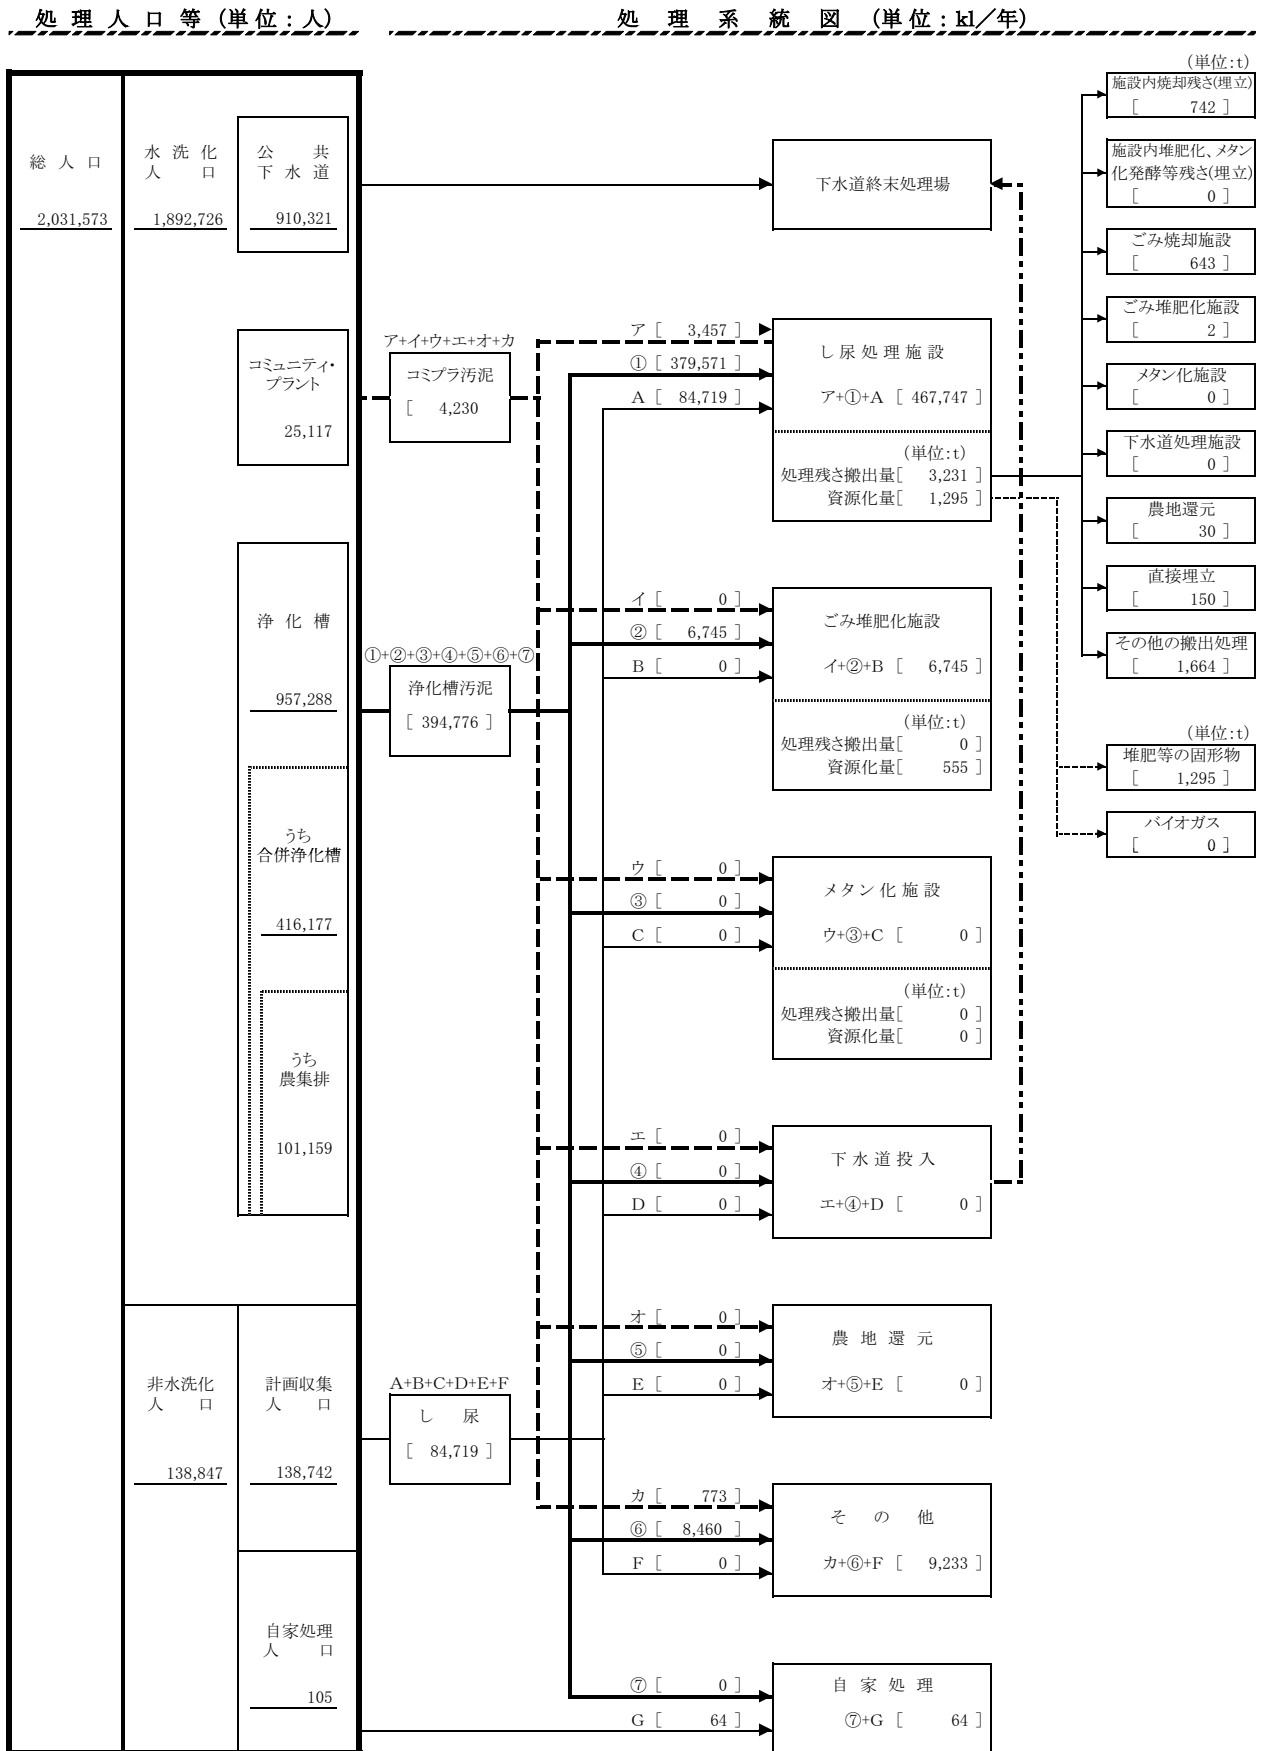 処 理 人 口 等 (単 位 : 人)
処 理 系 統 図 (単 位 : kl／年)
総 人 口
2,031,573
水 洗 化
人 口
1,892,726
公 共
下 水 道
910,321
コミュニティ・
プラント
25,117
浄 化 槽
957,288
うち
合併浄化槽
416,177
うち
農集排
101,159
非水洗化
人 口
138,847
計画収集
人 口
138,742
自家処理
人 口
105
ア+イ+ウ+エ+オ+カ
コミプラ汚泥
[ 4,230
①+②+③+④+⑤+⑥+⑦
浄化槽汚泥
[ 394,776 ]
A+B+C+D+E+F
し 尿
[ 84,719 ]
下水道終末処理場
ア [ 3,457 ]
① [ 379,571 ]
A [ 84,719 ]
し 尿 処 理 施 設
ア+①+A [ 467,747 ]
(単位:t)
処理残さ搬出量[ 3,231 ]
資源化量[ 1,295 ]
イ [ 0 ]
② [ 6,745 ]
B [ 0 ]
ごみ堆肥化施設
イ+②+B [ 6,745 ]
(単位:t)
処理残さ搬出量[ 0 ]
資源化量[ 555 ]
ウ [ 0 ]
③ [ 0 ]
C [ 0 ]
メタン 化 施 設
ウ+③+C [ 0 ]
(単位:t)
処理残さ搬出量[ 0 ]
資源化量[ 0 ]
エ [ 0 ]
④ [ 0 ]
D [ 0 ]
下 水 道 投 入
エ+④+D [ 0 ]
オ [ 0 ]
⑤ [ 0 ]
E [ 0 ]
農 地 還 元
オ+⑤+E [ 0 ]
カ [ 773 ]
⑥ [ 8,460 ]
F [ 0 ]
そ の 他
カ+⑥+F [ 9,233 ]
⑦ [ 0 ]
G [ 64 ]
自 家 処 理
⑦+G [ 64 ]
(単位:t)
施設内焼却残さ(埋立)
[ 742 ]
施設内堆肥化、メタン
化発酵等残さ(埋立)
[ 0 ]
ごみ焼却施設
[ 643 ]
ごみ堆肥化施設
[ 2 ]
メタン化施設
[ 0 ]
下水道処理施設
[ 0 ]
農地還元
[ 30 ]
直接埋立
[ 150 ]
その他の搬出処理
[ 1,664 ]
(単位:t)
堆肥等の固形物
[ 1,295 ]
バイオガス
[ 0 ]